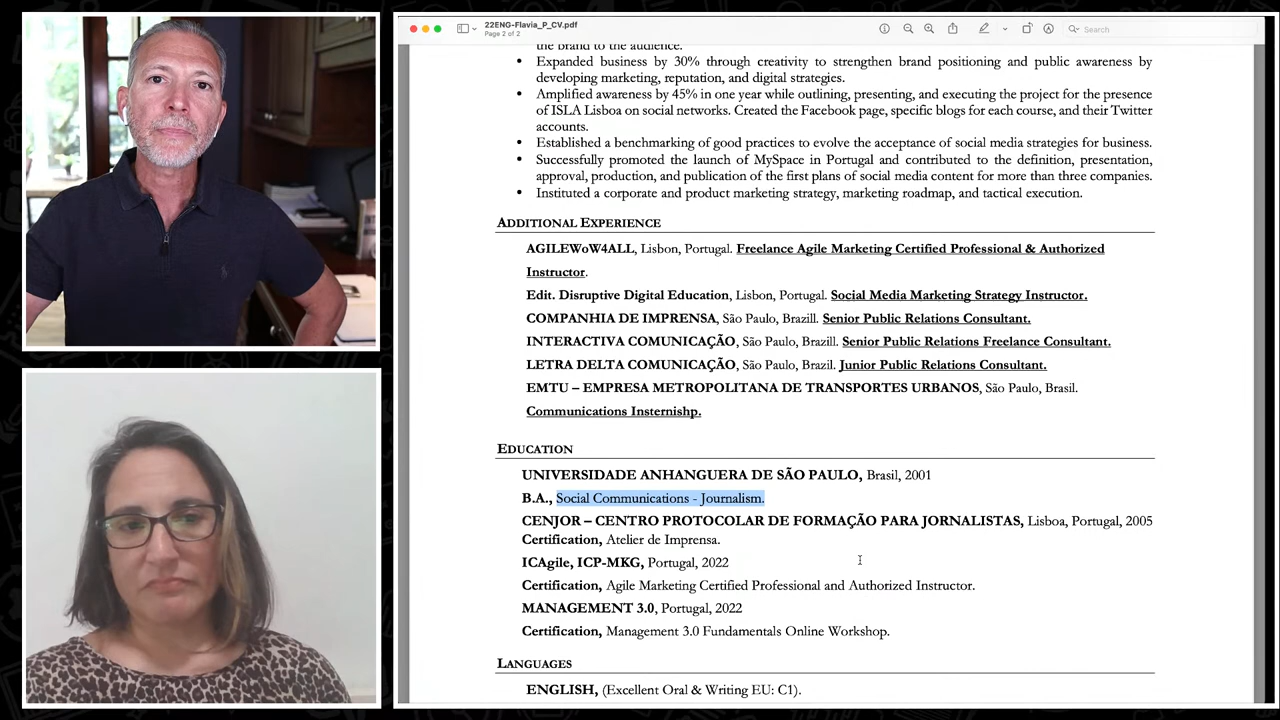 22ENG-Flavia_P_CV.pdf
Page 2 of 2
Search
the brand to the audience.
• Expanded business by 30% through creativity to strengthen brand positioning and public awareness by
developing marketing, reputation, and digital strategies.
• Amplified awareness by 45% in one year while outlining, presenting, and executing the project for the presence
of ISLA Lisboa on social networks. Created the Facebook page, specific blogs for each course, and their Twitter
accounts.
• Established a benchmarking of good practices to evolve the acceptance of social media strategies for business.
• Successfully promoted the launch of MySpace in Portugal and contributed to the definition, presentation,
approval, production, and publication of the first plans of social media content for more than three companies.
• Instituted a corporate and product marketing strategy, marketing roadmap, and tactical execution.
ADDITIONAL EXPERIENCE
AGILEWoW4ALL, Lisbon, Portugal. Freelance Agile Marketing Certified Professional & Authorized
Instructor.
Edit. Disruptive Digital Education, Lisbon, Portugal. Social Media Marketing Strategy Instructor.
COMPANHIA DE IMPRENSA, São Paulo, Brazill. Senior Public Relations Consultant.
INTERACTIVA COMUNICAÇÃO, São Paulo, Brazill. Senior Public Relations Freelance Consultant.
LETRA DELTA COMUNICAÇÃO, São Paulo, Brazil. Junior Public Relations Consultant.
EMTU – EMPRESA METROPOLITANA DE TRANSPORTES URBANOS, São Paulo, Brasil.
Communications Internishp.
EDUCATION
UNIVERSIDADE ANHANGUERA DE SÃO PAULO, Brasil, 2001
B.A., Social Communications - Journalism.
CENJOR – CENTRO PROTOCOLAR DE FORMAÇÃO PARA JORNALISTAS, Lisboa, Portugal, 2005
Certification, Atelier de Imprensa.
ICAgile, ICP-MKG, Portugal, 2022
Certification, Agile Marketing Certified Professional and Authorized Instructor.
MANAGEMENT 3.0, Portugal, 2022
Certification, Management 3.0 Fundamentals Online Workshop.
LANGUAGES
ENGLISH, (Excellent Oral & Writing EU: C1).